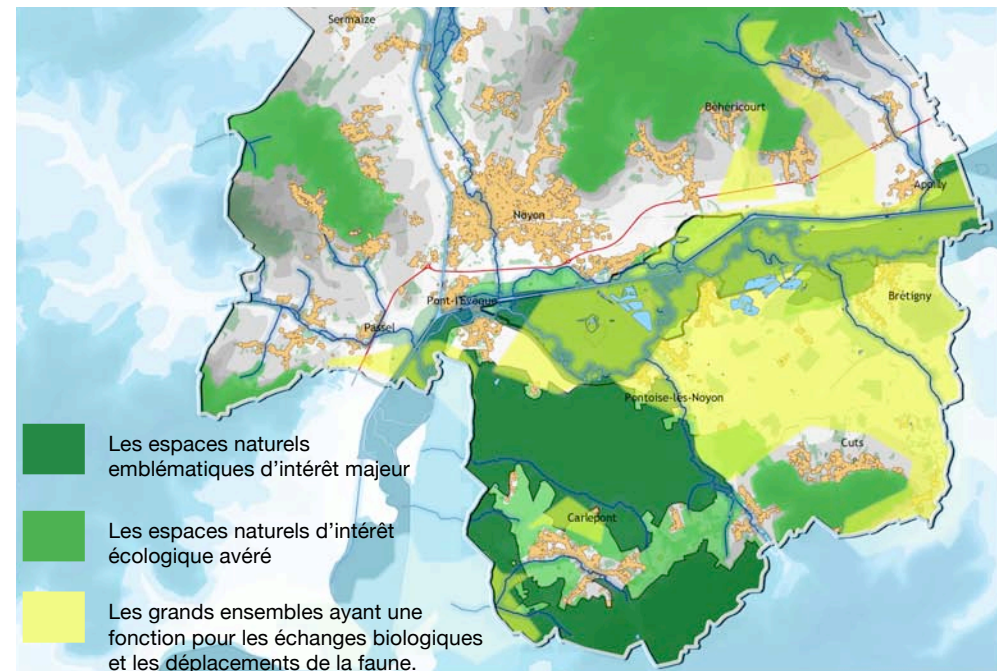 Sermaize
Béhéricourt
Appilly
Noyon
Pont-l'Évêque
Brétigny
Passel
Pontoise-lès-Noyon
Cuts
Carlepont
Les espaces naturels
emblématiques d'intérêt majeur
Les espaces naturels d'intérêt
écologique avéré
Les grands ensembles ayant une
fonction pour les échanges biologiques
et les déplacements de la faune.